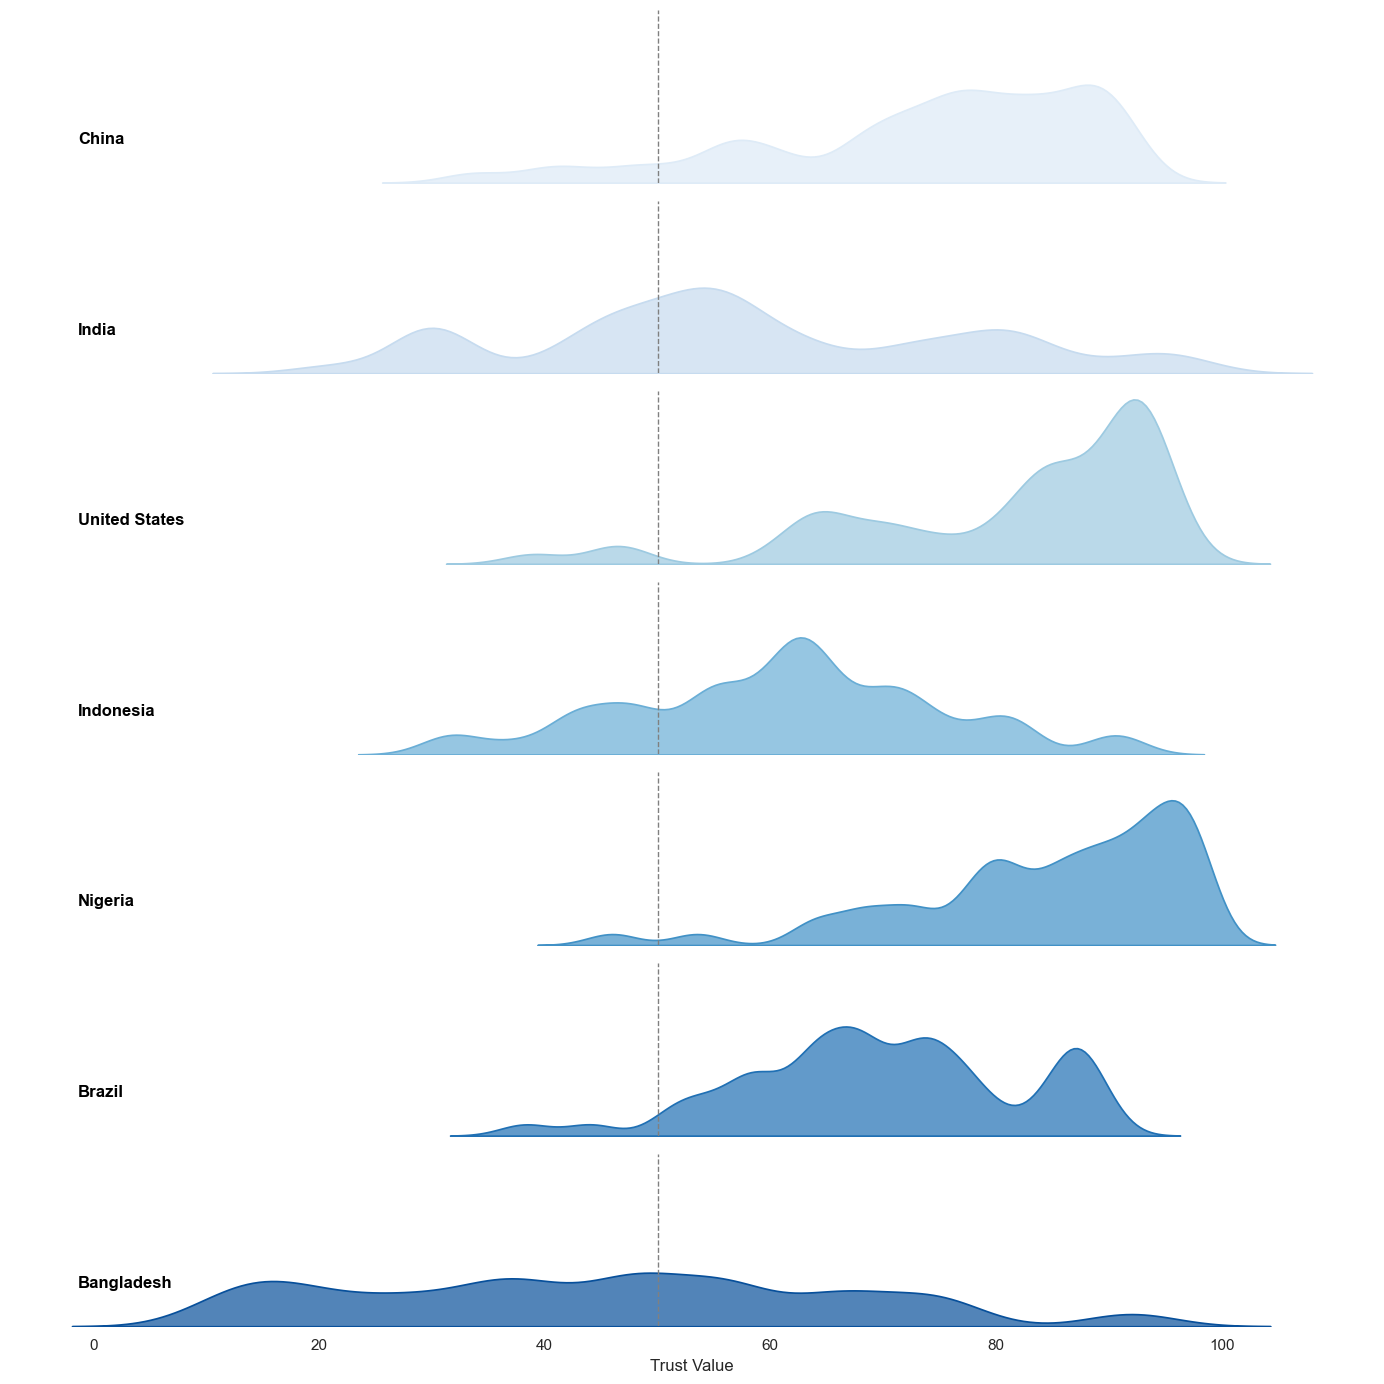 China
India
United States
Indonesia
Nigeria
Brazil
Bangladesh
0 20 40 60 80 100
Trust Value